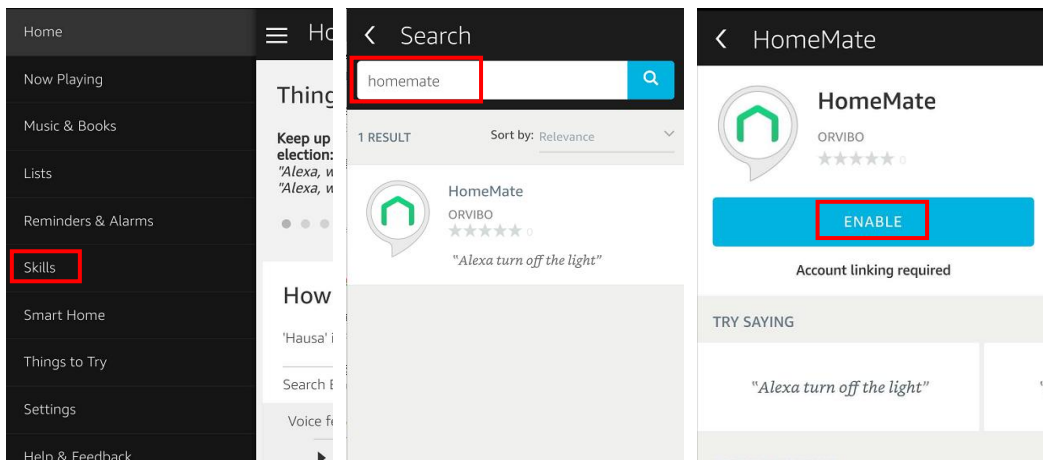 Home
Now Playing
Music & Books
Lists
Reminders & Alarms
Skills
Smart Home
Things to Try
Settings
Help & Feedback
Keep up
election:
"Alexa, w
"Alexa, w
How
'Hausa' i
Search
Voice
Search
homemate
1 RESULT
Sort by: Relevance
HomeMate
ORVIBO
0
"Alexa turn off the light"
HomeMate
HomeMate
ORVIBO
0
ENABLE
Account linking required
TRY SAYING
"Alexa turn off the light"